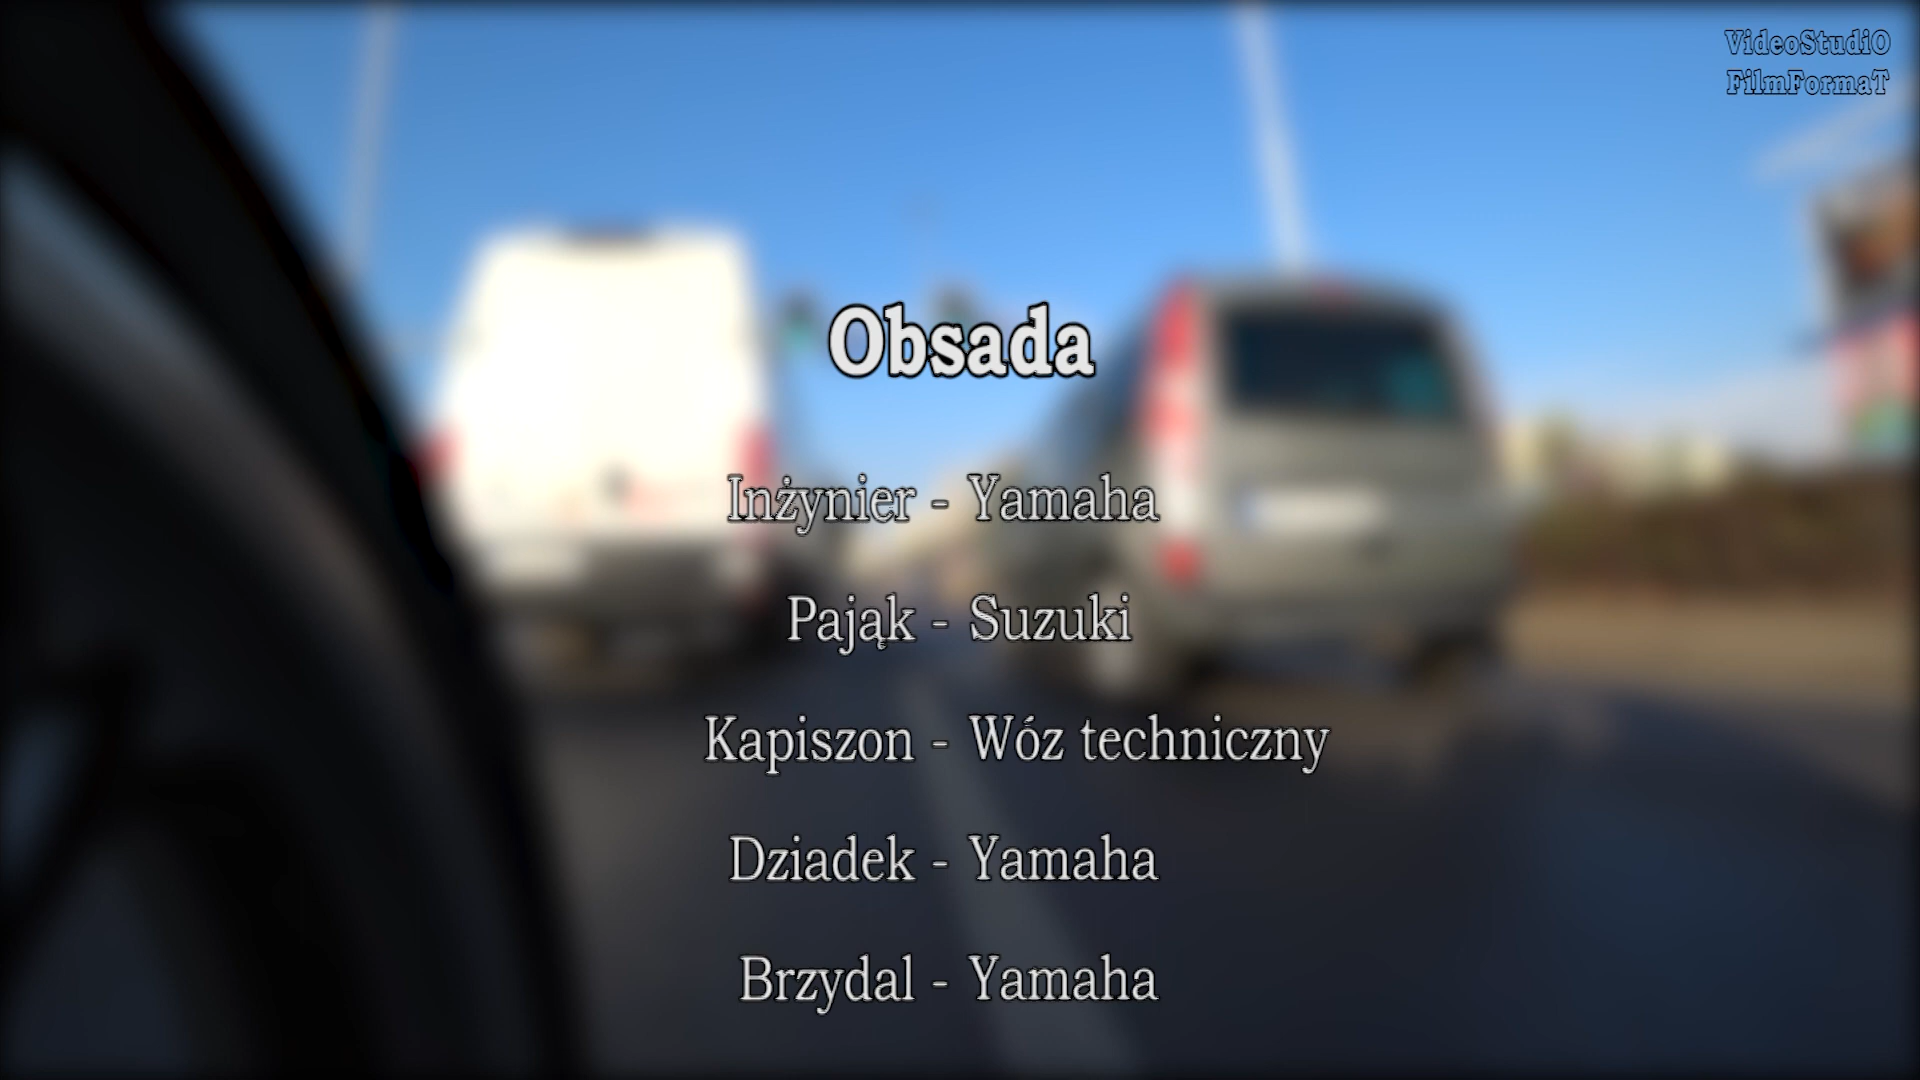 VideoStudiO
FilmFormaT
Obsada
Inżynier - Yamaha
Pająk - Suzuki
Kapiszon - Wóz techniczny
Dziadek - Yamaha
Brzydal - Yamaha